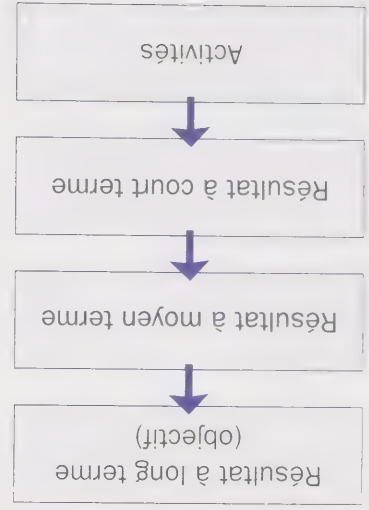 Résultat à long terme
(objectif)
Résultat à moyen terme
Résultat à court terme
Activités